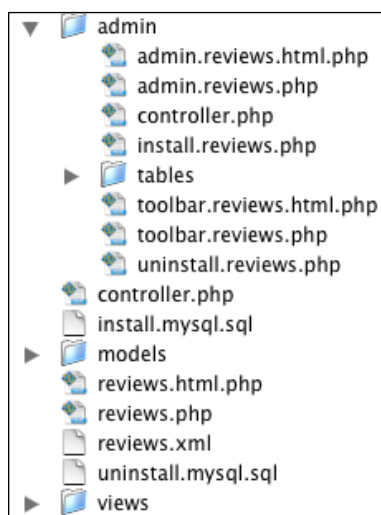 admin
admin.reviews.html.php
admin.reviews.php
controller.php
install.reviews.php
tables
toolbar.reviews.html.php
toolbar.reviews.php
uninstall.reviews.php
controller.php
install.mysql.sql
models
reviews.html.php
reviews.php
reviews.xml
uninstall.mysql.sql
views